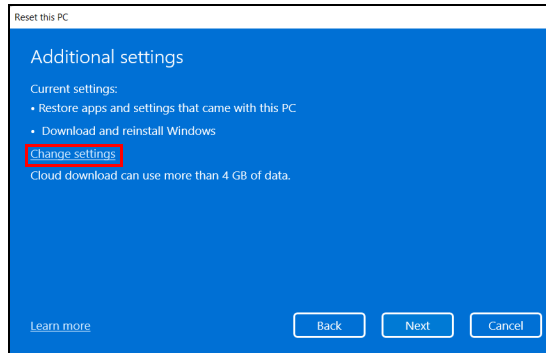 Reset this PC
Additional settings
Current settings:
• Restore apps and settings that came with this PC
• Download and reinstall Windows
Change settings
Cloud download can use more than 4 GB of data.
Learn more
Back
Next
Cancel